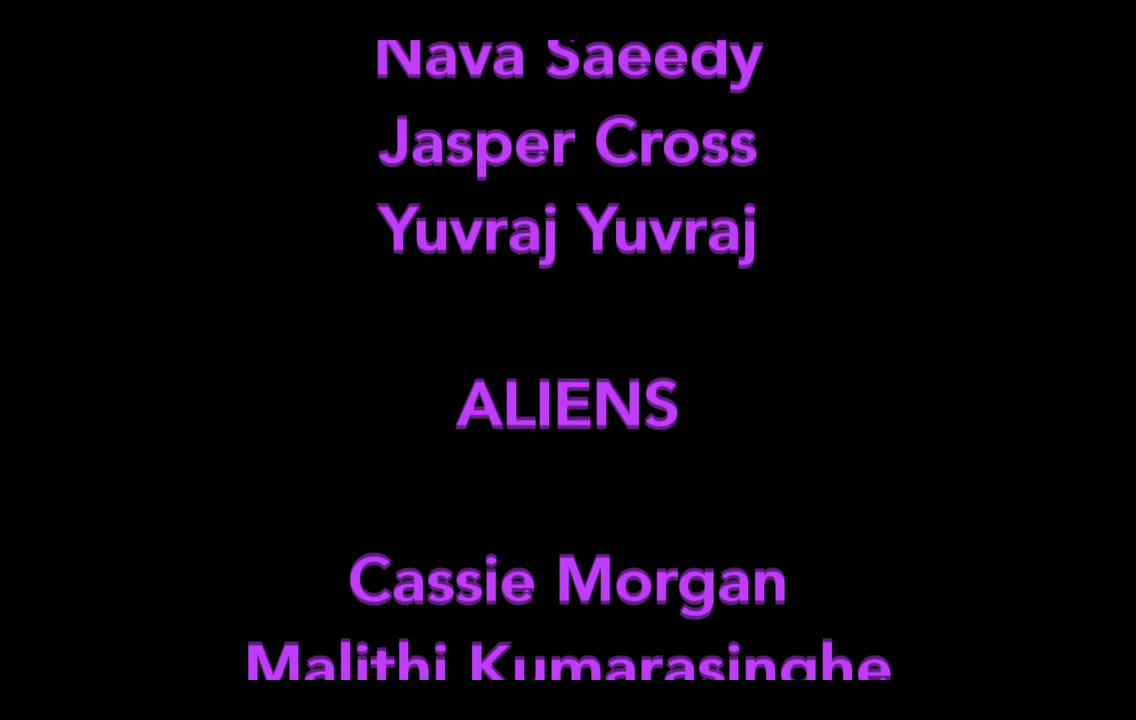 Nava Saeedy
Jasper Cross
Yuvraj Yuvraj
ALIENS
Cassie Morgan
Malithi Kumarasinghe